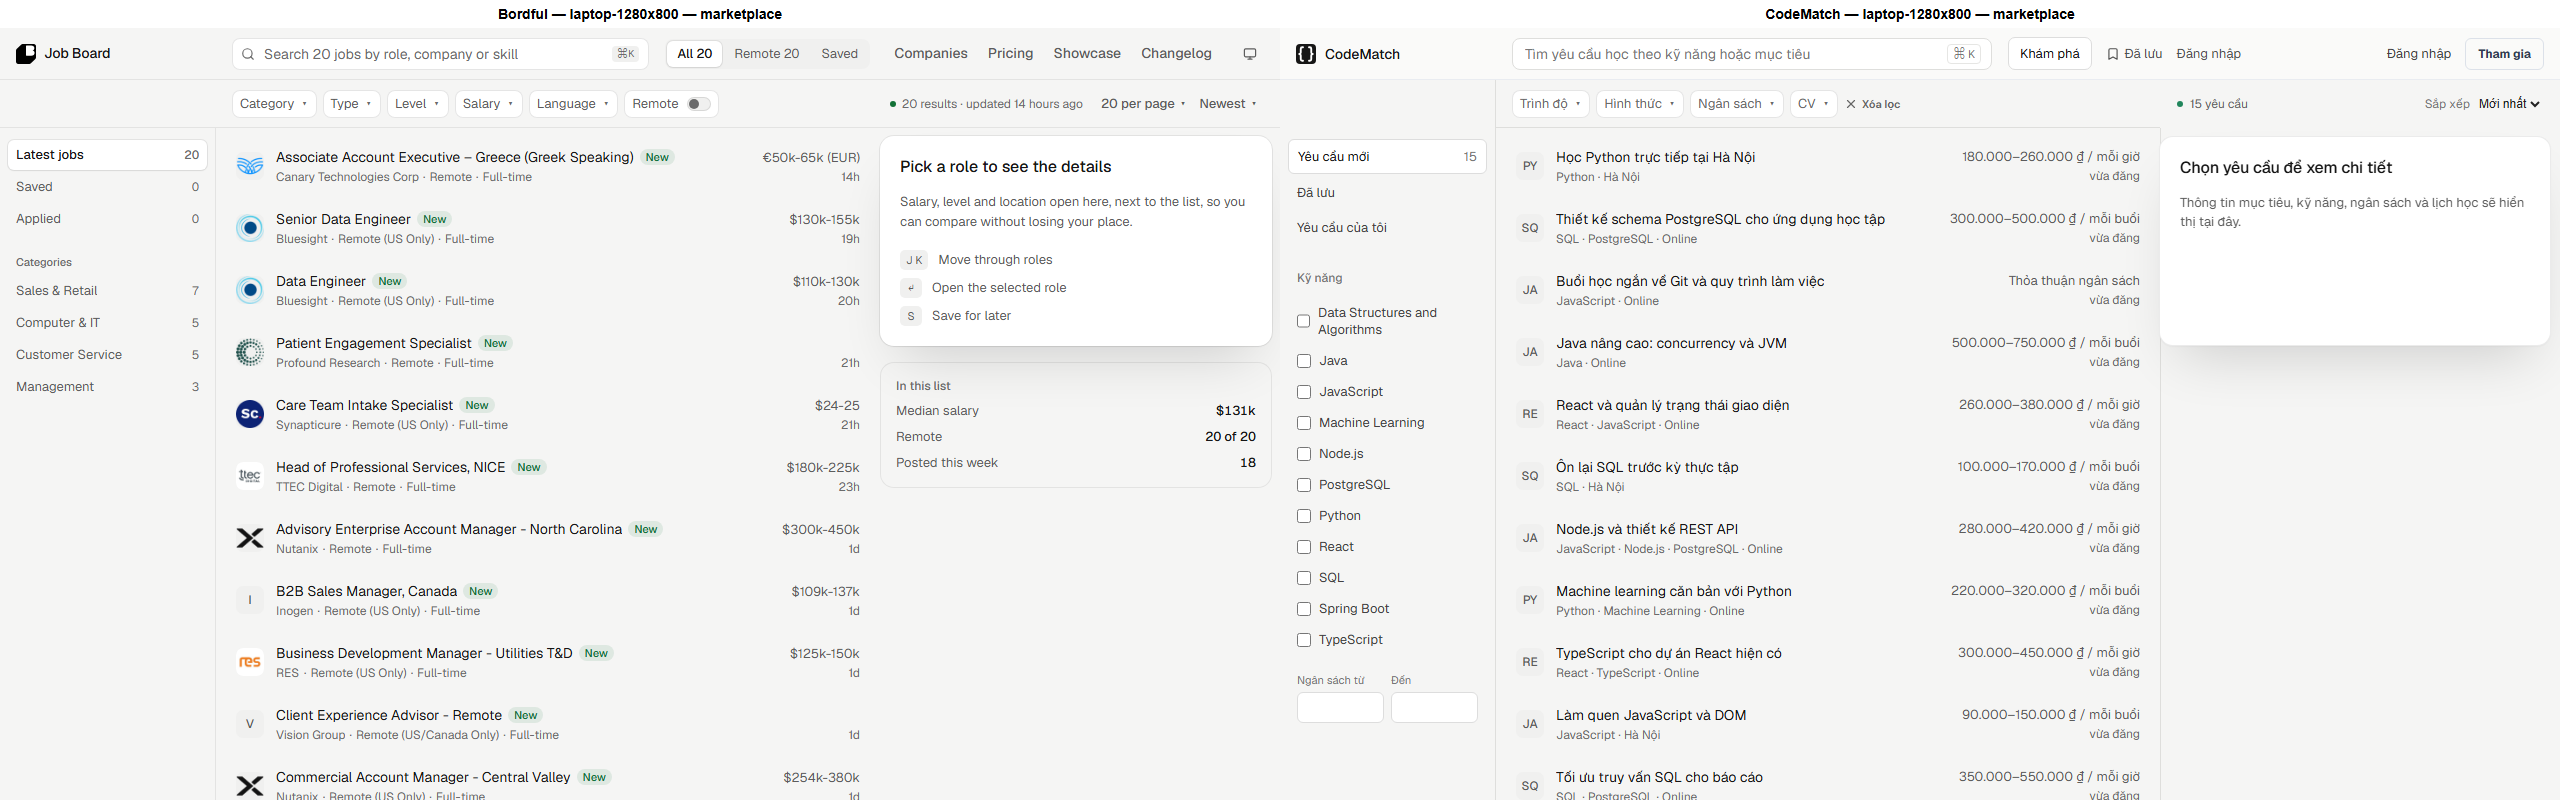 Bordful — laptop-1280x800 — marketplace
Job Board
Search 20 jobs by role, company or skill
⌘K
All 20
Remote 20
Saved
Companies
Pricing
Showcase
Changelog
Category
Type
Level
Salary
Language
Remote
20 results · updated 14 hours ago
20 per page
Newest
Latest jobs 20
Saved 0
Applied 0
Categories
Sales & Retail 7
Computer & IT 5
Customer Service 5
Management 3
Associate Account Executive – Greece (Greek Speaking) New €50k-65k (EUR)
Canary Technologies Corp · Remote · Full-time 14h
Senior Data Engineer New $130k-155k
Bluesight · Remote (US Only) · Full-time 19h
Data Engineer New $110k-130k
Bluesight · Remote (US Only) · Full-time 20h
Patient Engagement Specialist New
Profound Research · Remote · Full-time 21h
Sc
Care Team Intake Specialist New $24-25
Synapticure · Remote (US Only) · Full-time 21h
ttec
DIGITAL
Head of Professional Services, NICE New $180k-225k
TTEC Digital · Remote · Full-time 23h
Advisory Enterprise Account Manager - North Carolina New $300k-450k
Nutanix · Remote · Full-time 1d
I
B2B Sales Manager, Canada New $109k-137k
Inogen · Remote (US Only) · Full-time 1d
res
Business Development Manager - Utilities T&D New $125k-150k
RES · Remote (US Only) · Full-time 1d
V
Client Experience Advisor - Remote New
Vision Group · Remote (US/Canada Only) · Full-time 1d
Commercial Account Manager - Central Valley New $254k-380k
Nutanix · Remote (US Only) · Full-time 1d
Pick a role to see the details
Salary, level and location open here, next to the list, so you
can compare without losing your place.
J K Move through roles
↵ Open the selected role
S Save for later
In this list
Median salary $131k
Remote 20 of 20
Posted this week 18
CodeMatch — laptop-1280x800 — marketplace
CodeMatch
Tìm yêu cầu học theo kỹ năng hoặc mục tiêu
⌘ K
Khám phá
Đã lưu
Đăng nhập
Đăng nhập
Tham gia
Trình độ
Hình thức
Ngân sách
CV
Xóa lọc
15 yêu cầu
Sắp xếp
Mới nhất
Yêu cầu mới 15
Đã lưu
Yêu cầu của tôi
Kỹ năng
Data Structures and
Algorithms
Java
JavaScript
Machine Learning
Node.js
PostgreSQL
Python
React
SQL
Spring Boot
TypeScript
Ngân sách từ
Đến
PY
Học Python trực tiếp tại Hà Nội 180.000–260.000 ₫ / mỗi giờ
Python · Hà Nội vừa đăng
SQ
Thiết kế schema PostgreSQL cho ứng dụng học tập 300.000–500.000 ₫ / mỗi buổi
SQL · PostgreSQL · Online vừa đăng
JA
Buổi học ngắn về Git và quy trình làm việc Thỏa thuận ngân sách
JavaScript · Online vừa đăng
JA
Java nâng cao: concurrency và JVM 500.000–750.000 ₫ / mỗi buổi
Java · Online vừa đăng
RE
React và quản lý trạng thái giao diện 260.000–380.000 ₫ / mỗi giờ
React · JavaScript · Online vừa đăng
SQ
Ôn lại SQL trước kỳ thực tập 100.000–170.000 ₫ / mỗi buổi
SQL · Hà Nội vừa đăng
JA
Node.js và thiết kế REST API 280.000–420.000 ₫ / mỗi giờ
JavaScript · Node.js · PostgreSQL · Online vừa đăng
PY
Machine learning căn bản với Python 220.000–320.000 ₫ / mỗi buổi
Python · Machine Learning · Online vừa đăng
RE
TypeScript cho dự án React hiện có 300.000–450.000 ₫ / mỗi giờ
React · TypeScript · Online vừa đăng
JA
Làm quen JavaScript và DOM 90.000–150.000 ₫ / mỗi buổi
JavaScript · Hà Nội vừa đăng
SQ
Tối ưu truy vấn SQL cho báo cáo 350.000–550.000 ₫ / mỗi giờ
SQL · PostgreSQL · Online vừa đăng
Chọn yêu cầu để xem chi tiết
Thông tin mục tiêu, kỹ năng, ngân sách và lịch học sẽ hiển
thị tại đây.